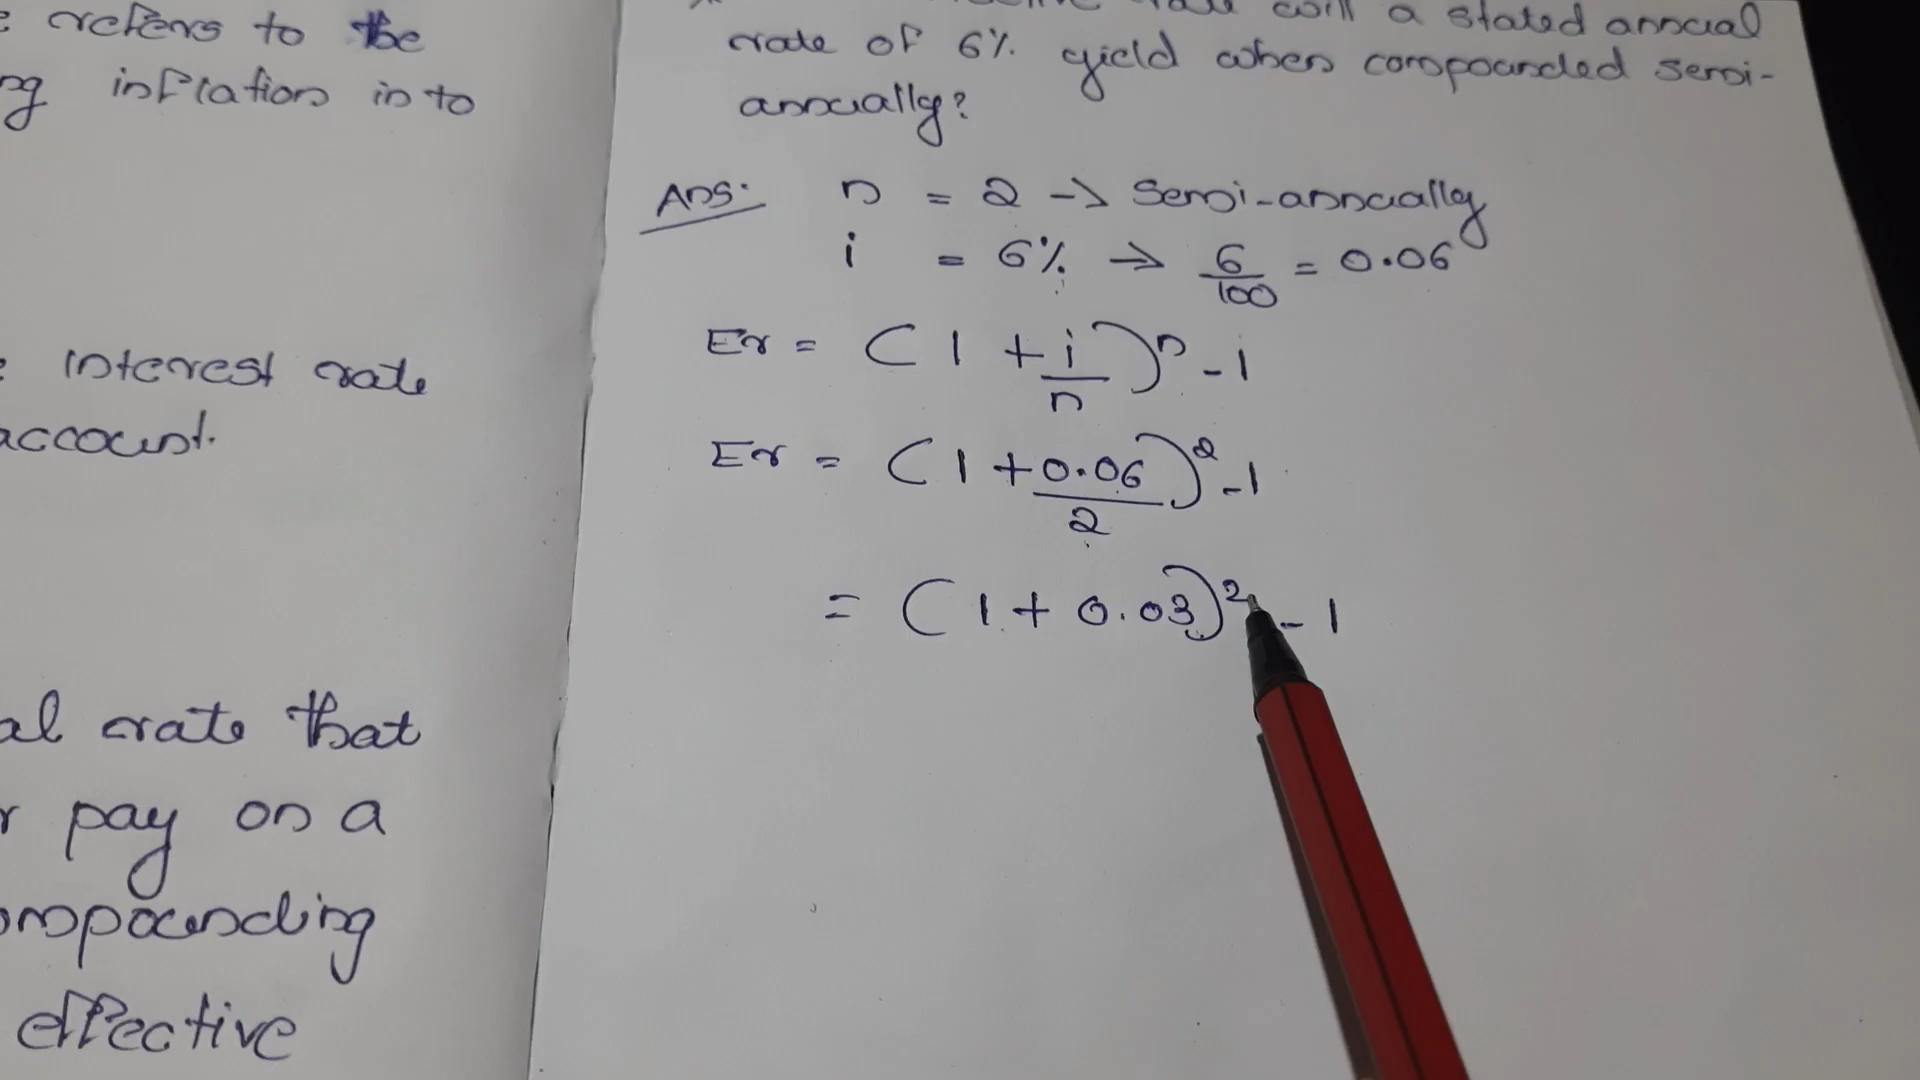 refers to the
inflation into
interest rate
account.
rate that
pay on a
effective
rate will a stated annual
rate of 6% yield when compounded semi-
annually?
Ans: n = 2 -> Semi-annually
i = 6% => 6/100 = 0.06
Er = (1 + i/n)^n - 1
Er = (1 + 0.06/2)^2 - 1
= (1 + 0.03)^2 - 1